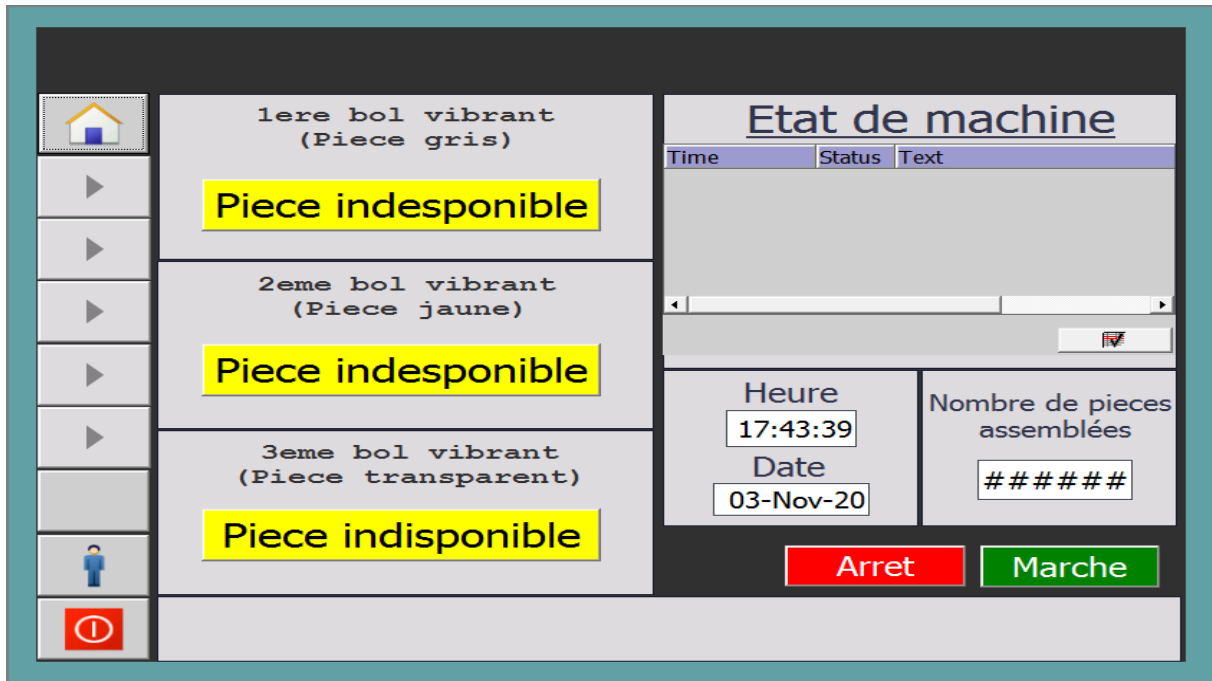 1ere bol vibrant
(Piece gris)
Piece indesponible
2eme bol vibrant
(Piece jaune)
Piece indesponible
3eme bol vibrant
(Piece transparent)
Piece indisponible
Etat de machine
Time Status Text
Heure
17:43:39
Date
03-Nov-20
Nombre de pieces
assemblées
######
Arret
Marche